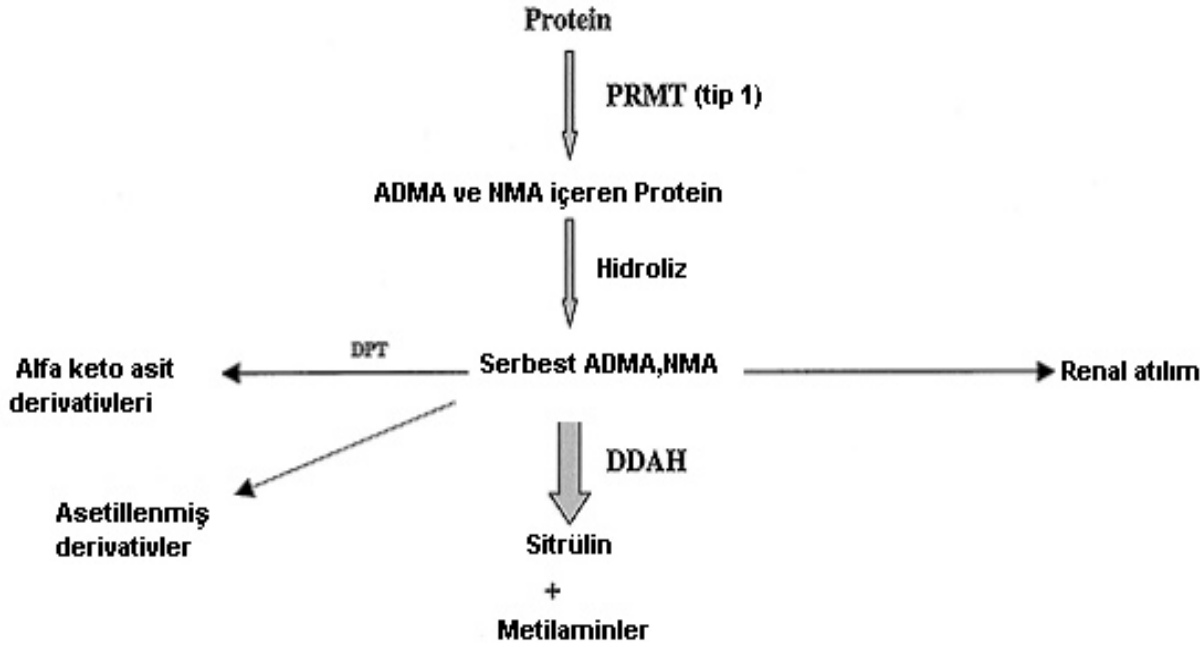 Protein
PRMT (tip 1)
ADMA ve NMA içeren Protein
Hidroliz
DPT
Alfa keto asit
derivativleri
Serbest ADMA,NMA
Renal atılım
DDAH
Asetillenmiş
derivativler
Sitrülin
+
Metilaminler